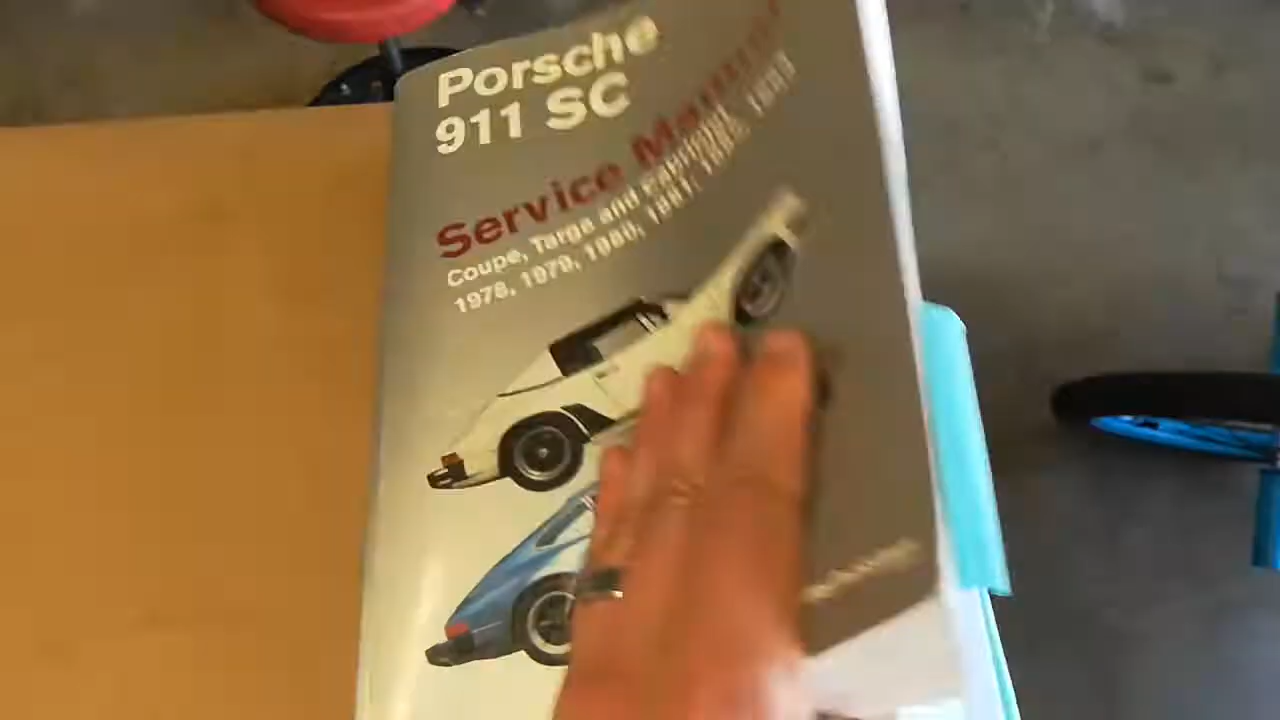 Porsche
911 SC
Service Manual
Coupe, Targa and Cabriolet
1978, 1979, 1980, 1981, 1982, 1983